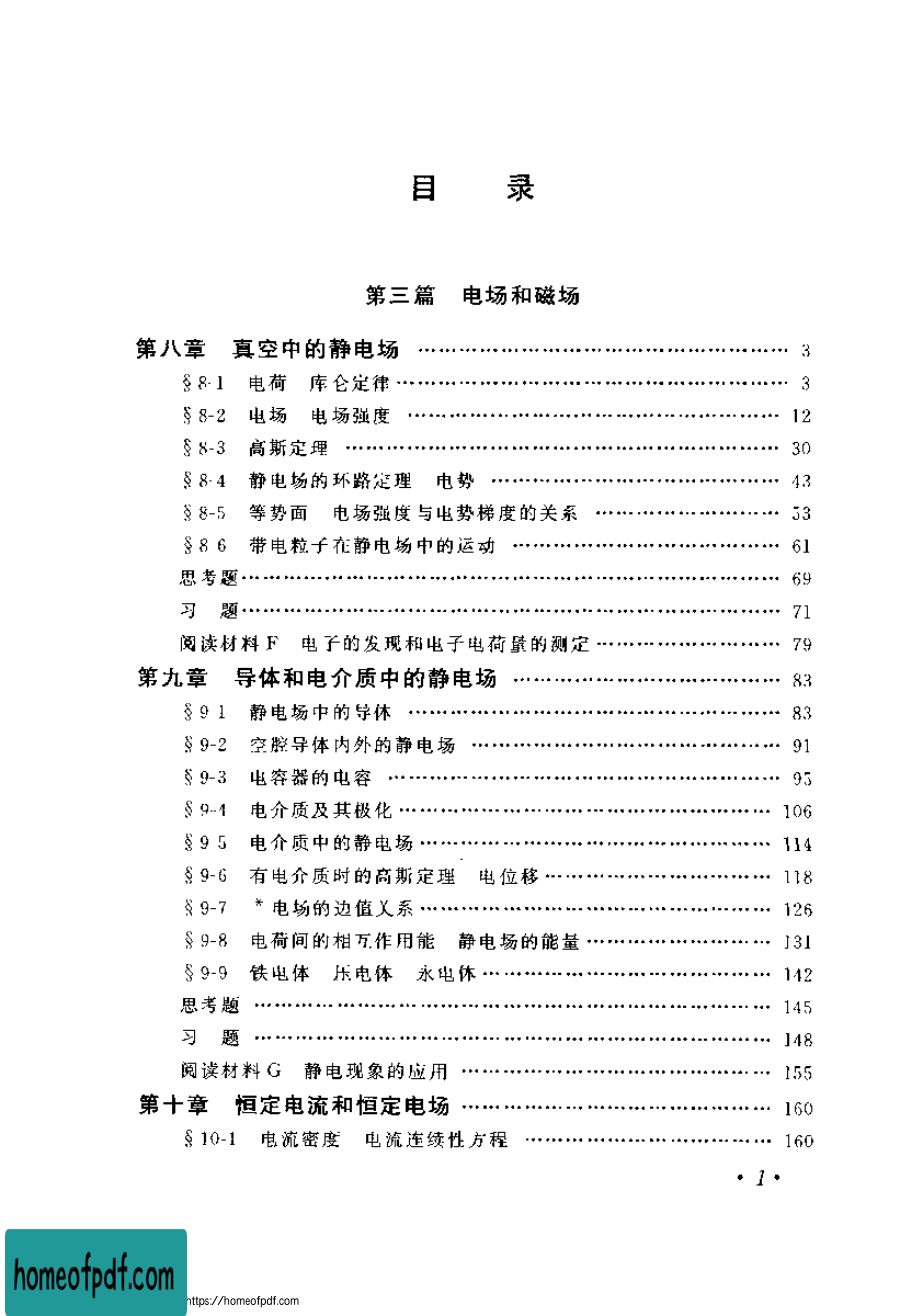 目 录
第三篇 电场和磁场
第八章 真空中的静电场 …………………………………………… 3
§8-1 电荷 库仑定律 …………………………………………… 3
§8-2 电场 电场强度 …………………………………………… 12
§8-3 高斯定理 …………………………………………… 30
§8-4 静电场的环路定理 电势 …………………………………… 43
§8-5 等势面 电场强度与电势梯度的关系 ……………………… 53
§8-6 带电粒子在静电场中的运动 ……………………………… 61
思考题 …………………………………………………………… 69
习 题 …………………………………………………………… 71
阅读材料F 电子的发现和电子电荷量的测定 …………………… 79
第九章 导体和电介质中的静电场 ……………………………… 83
§9-1 静电场中的导体 …………………………………………… 83
§9-2 空腔导体内外的静电场 …………………………………… 91
§9-3 电容器的电容 …………………………………………… 95
§9-4 电介质及其极化 …………………………………………… 106
§9-5 电介质中的静电场 ………………………………………… 114
§9-6 有电介质时的高斯定理 电位移 ………………………… 118
§9-7 *电场的边值关系 ………………………………………… 126
§9-8 电荷间的相互作用能 静电场的能量 …………………… 131
§9-9 铁电体 压电体 永电体 ………………………………… 142
思考题 …………………………………………………………… 145
习 题 …………………………………………………………… 148
阅读材料G 静电现象的应用 …………………………………… 155
第十章 恒定电流和恒定电场 …………………………………… 160
§10-1 电流密度 电流连续性方程 …………………………… 160
· 1 ·
homeofpdf.com
https://homeofpdf.com